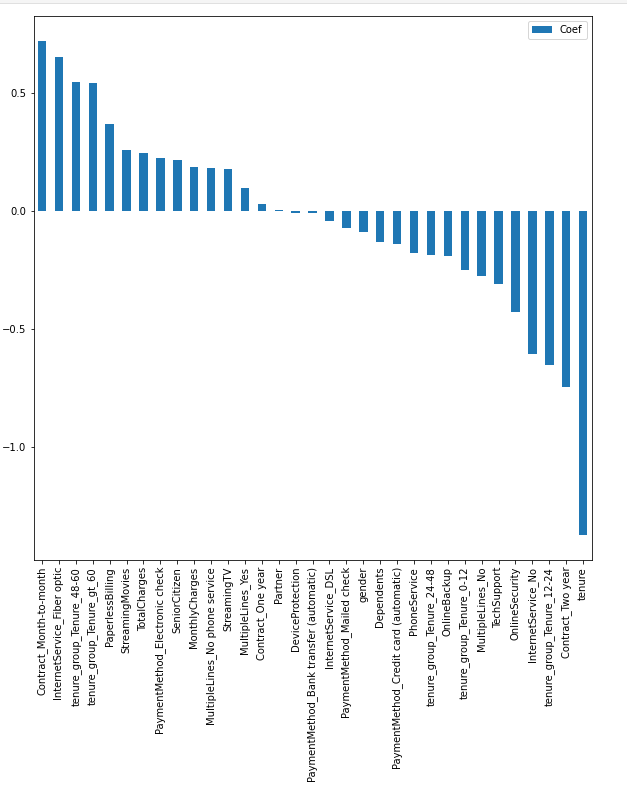 Coef
0.5
0.0
−0.5
−1.0
Contract_Month-to-month
InternetService_Fiber optic
tenure_group_Tenure_48-60
tenure_group_Tenure_gt_60
PaperlessBilling
StreamingMovies
TotalCharges
PaymentMethod_Electronic check
SeniorCitizen
MonthlyCharges
MultipleLines_No phone service
StreamingTV
MultipleLines_Yes
Contract_One year
Partner
DeviceProtection
PaymentMethod_Bank transfer (automatic)
InternetService_DSL
PaymentMethod_Mailed check
gender
Dependents
PaymentMethod_Credit card (automatic)
PhoneService
tenure_group_Tenure_24-48
OnlineBackup
tenure_group_Tenure_0-12
MultipleLines_No
TechSupport
OnlineSecurity
InternetService_No
tenure_group_Tenure_12-24
Contract_Two year
tenure